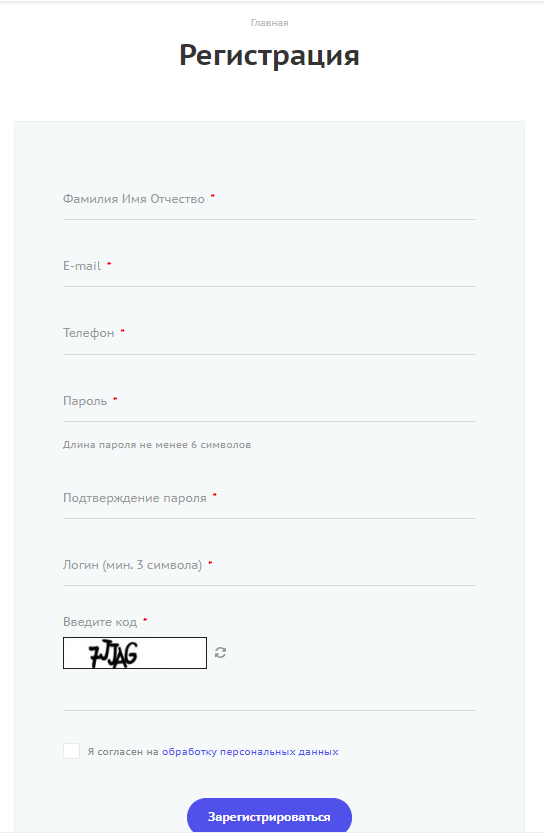 Главная
Регистрация
Фамилия Имя Отчество *
E-mail *
Телефон *
Пароль *
Длина пароля не менее 6 символов
Подтверждение пароля *
Логин (мин. 3 символа) *
Введите код *
Я согласен на обработку персональных данных
Зарегистрироваться